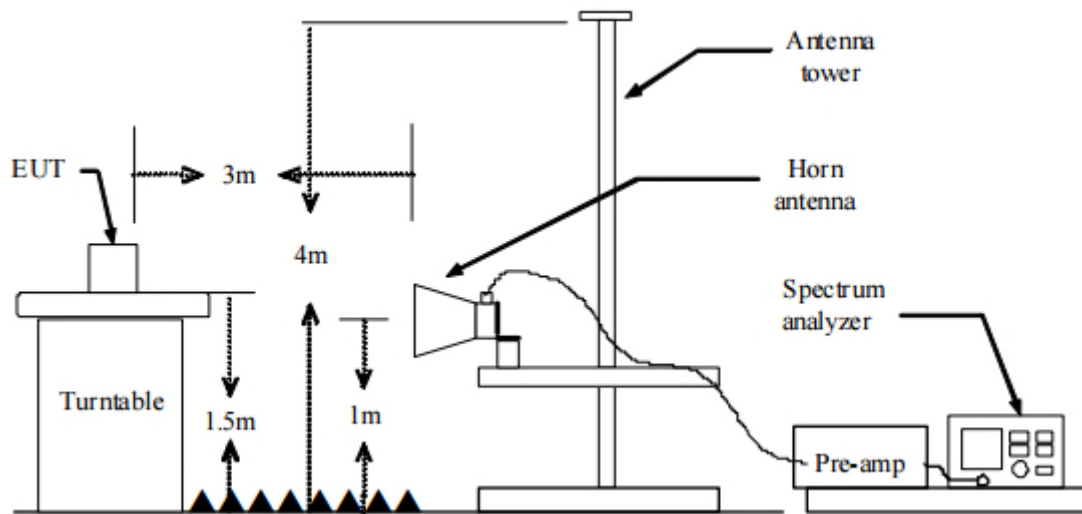 Antenna
tower
EUT
3m
Horn
antenna
4m
Spectrum
analyzer
Turntable
1.5m
1m
Pre-amp